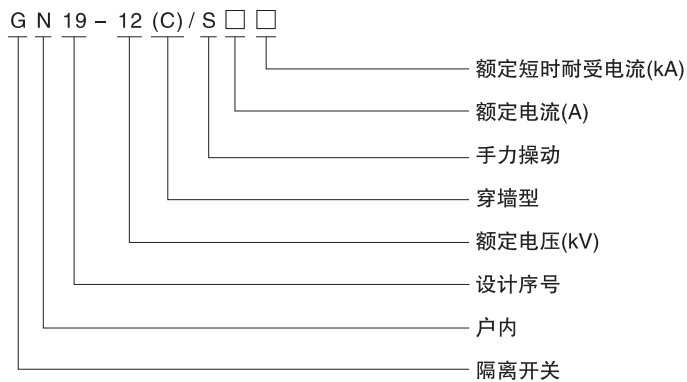 GN19-12(C)/S□□
额定短时耐受电流(kA)
额定电流(A)
手力操动
穿墙型
额定电压(kV)
设计序号
户内
隔离开关